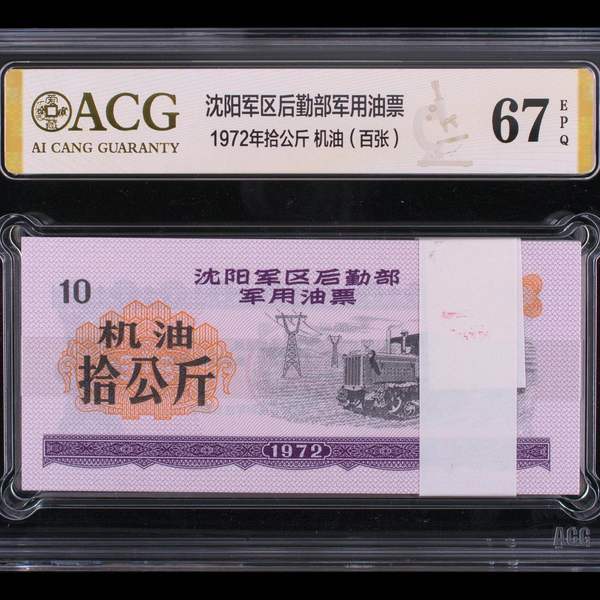 ACG
AI CANG GUARANTY
沈阳军区后勤部军用油票
1972年拾公斤 机油（百张）
67
EPQ
10
沈阳军区后勤部
军用油票
机油
拾公斤
1972
ACG